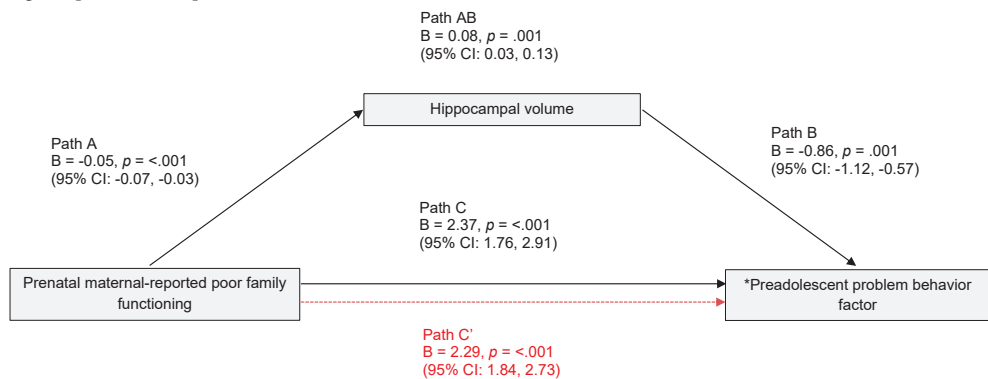 Path AB
B = 0.08, p = .001
(95% CI: 0.03, 0.13)
Hippocampal volume
Path A
B = -0.05, p = <.001
(95% CI: -0.07, -0.03)
Path B
B = -0.86, p = .001
(95% CI: -1.12, -0.57)
Path C
B = 2.37, p = <.001
(95% CI: 1.76, 2.91)
Prenatal maternal-reported poor family
functioning
*Preadolescent problem behavior
factor
Path C’
B = 2.29, p = <.001
(95% CI: 1.84, 2.73)